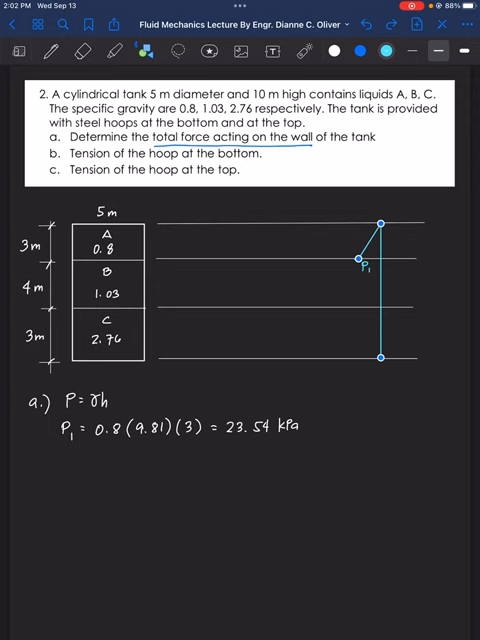 2:02 PM Wed Sep 13
88%
Fluid Mechanics Lecture By Engr. Dianne C. Oliver
2. A cylindrical tank 5 m diameter and 10 m high contains liquids A, B, C.
The specific gravity are 0.8, 1.03, 2.76 respectively. The tank is provided
with steel hoops at the bottom and at the top.
a. Determine the total force acting on the wall of the tank
b. Tension of the hoop at the bottom.
c. Tension of the hoop at the top.
5m
3m
A
0.8
P1
4m
B
1.03
3m
C
2.76
a.) P = γh
P1 = 0.8 (9.81) (3) = 23.54 kPa